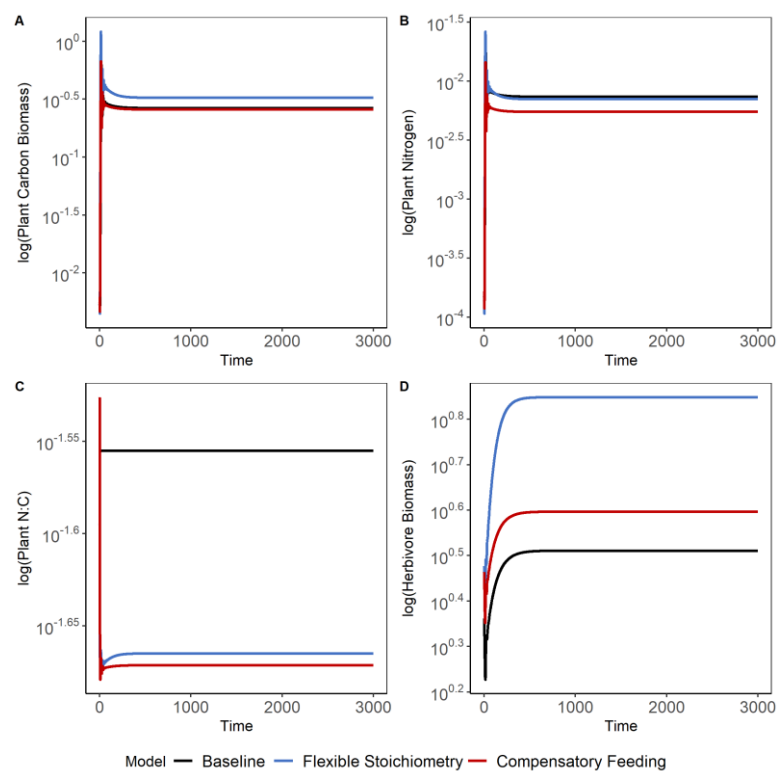 A
log(Plant Carbon Biomass)
10^0
10^-0.5
10^-1
10^-1.5
10^-2
0 1000 2000 3000
Time
B
log(Plant Nitrogen)
10^-1.5
10^-2
10^-2.5
10^-3
10^-3.5
10^-4
0 1000 2000 3000
Time
C
log(Plant N:C)
10^-1.55
10^-1.6
10^-1.65
0 1000 2000 3000
Time
D
log(Herbivore Biomass)
10^0.8
10^0.7
10^0.6
10^0.5
10^0.4
10^0.3
10^0.2
0 1000 2000 3000
Time
Model Baseline Flexible Stoichiometry Compensatory Feeding